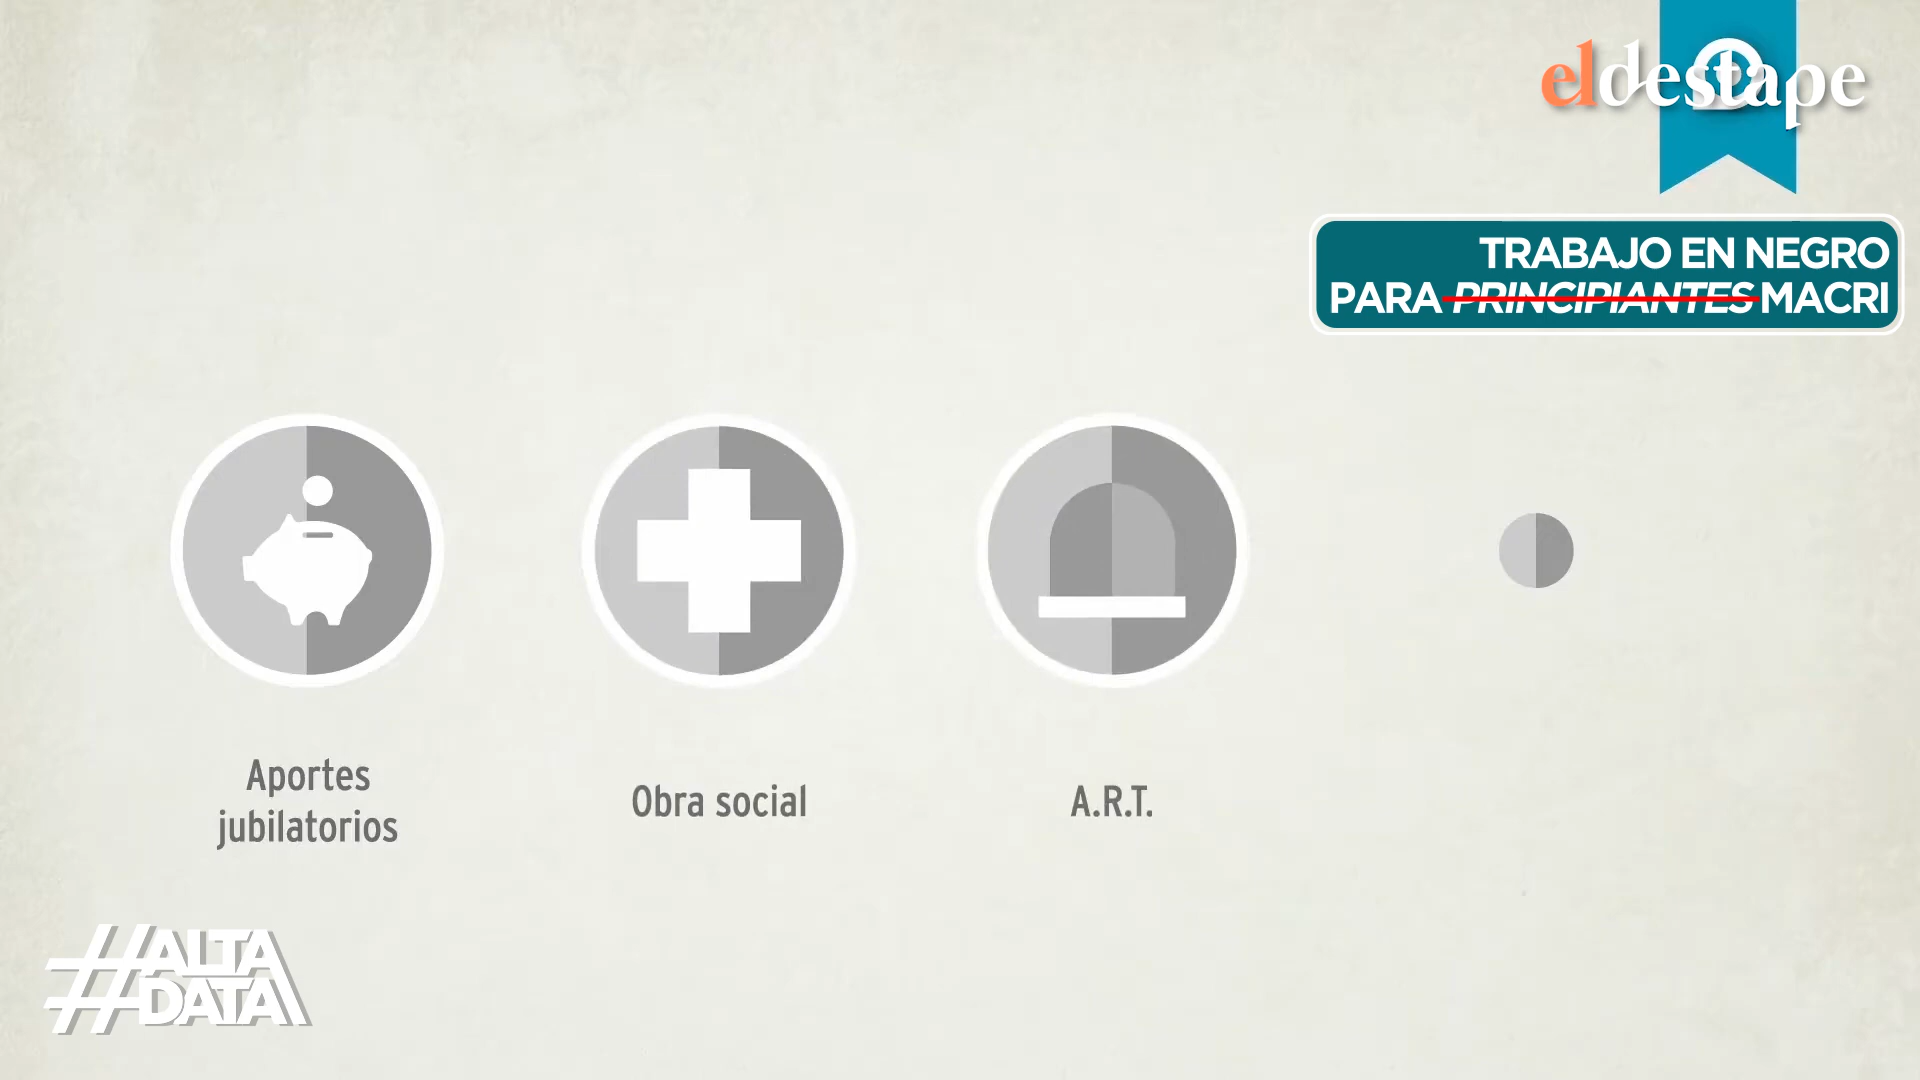 eldestape
TRABAJO EN NEGRO
PARA PRINCIPIANTES MACRI
Aportes
jubilatorios
Obra social
A.R.T.
#ALTA
DATA